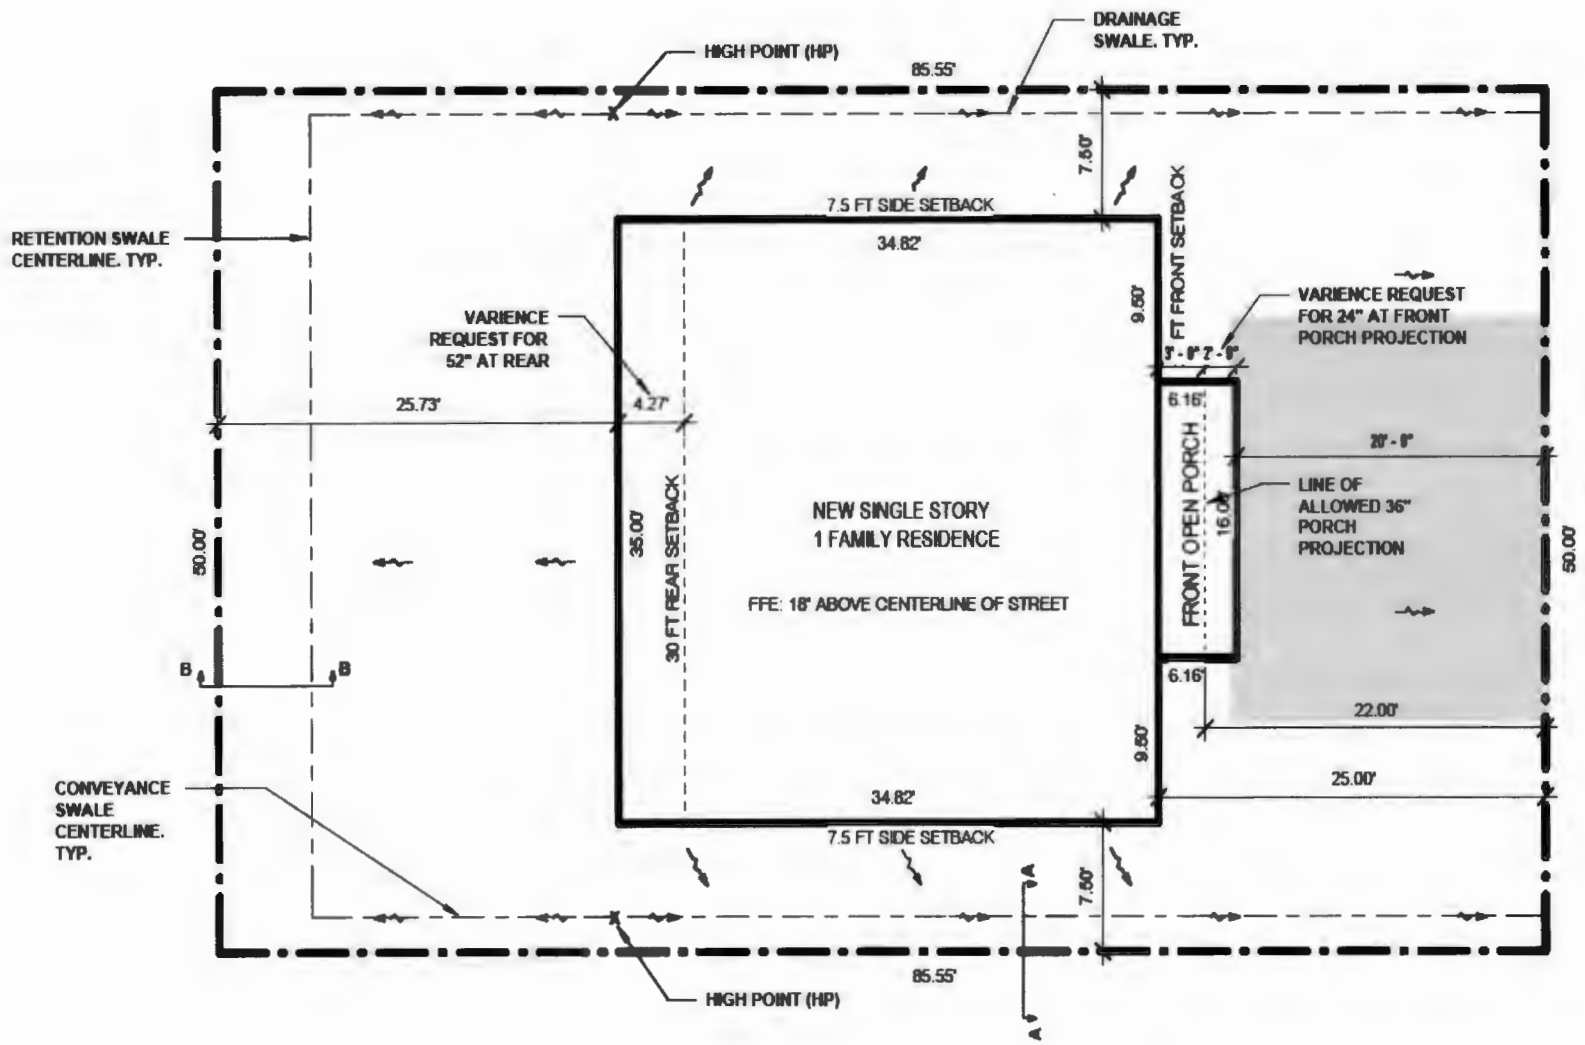 DRAINAGE
SWALE. TYP.
HIGH POINT (HP)
85.55'
7.50'
7.5 FT SIDE SETBACK
34.82'
FT FRONT SETBACK
RETENTION SWALE
CENTERLINE. TYP.
VARIENCE
REQUEST FOR
52" AT REAR
9.50'
VARIENCE REQUEST
FOR 24" AT FRONT
PORCH PROJECTION
25.73'
4.27'
6.16'
LINE OF
ALLOWED 36"
PORCH
PROJECTION
50.00'
35.00'
30 FT REAR SETBACK
NEW SINGLE STORY
1 FAMILY RESIDENCE
FFE: 18" ABOVE CENTERLINE OF STREET
FRONT OPEN PORCH
50.00'
B
B
6.16'
22.00'
9.50'
25.00'
CONVEYANCE
SWALE
CENTERLINE.
TYP.
34.82'
7.5 FT SIDE SETBACK
A
7.50'
85.55'
HIGH POINT (HP)
A